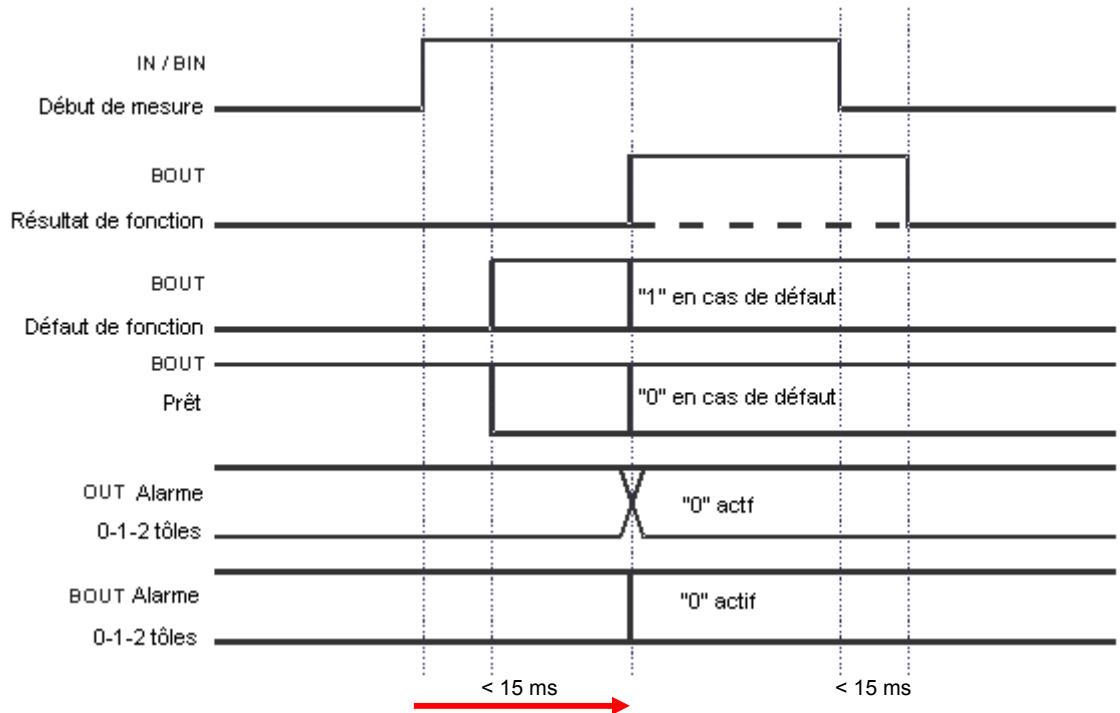 IN / BIN
Début de mesure
BOUT
Résultat de fonction
BOUT
"1" en cas de défaut
Défaut de fonction
BOUT
"0" en cas de défaut
Prêt
OUT Alarme
"0" actf
0-1-2 tôles
BOUT Alarme
"0" actif
0-1-2 tôles
< 15 ms
< 15 ms